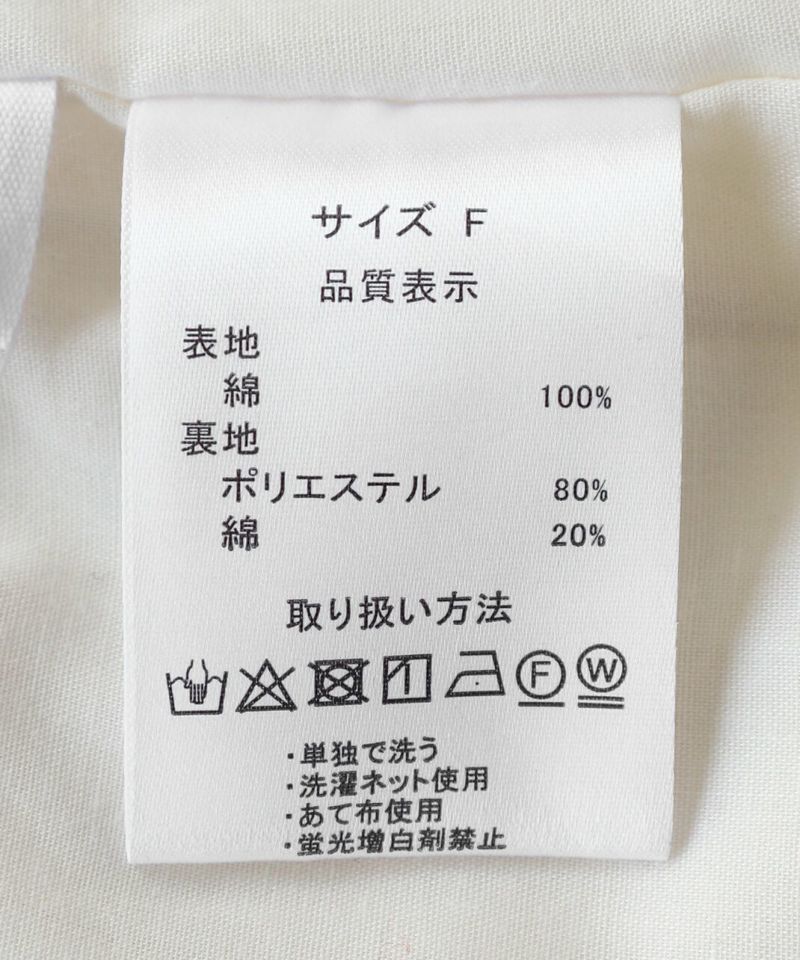 サイズ F
品質表示
表地
綿 100%
裏地
ポリエステル 80%
綿 20%
取り扱い方法
F W
・単独で洗う
・洗濯ネット使用
・あて布使用
・蛍光増白剤禁止